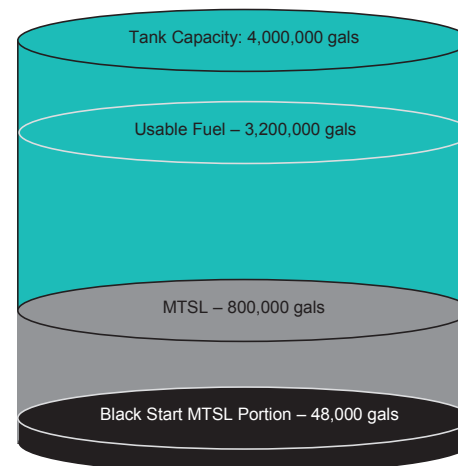 Tank Capacity: 4,000,000 gals
Usable Fuel – 3,200,000 gals
MTSL – 800,000 gals
Black Start MTSL Portion – 48,000 gals